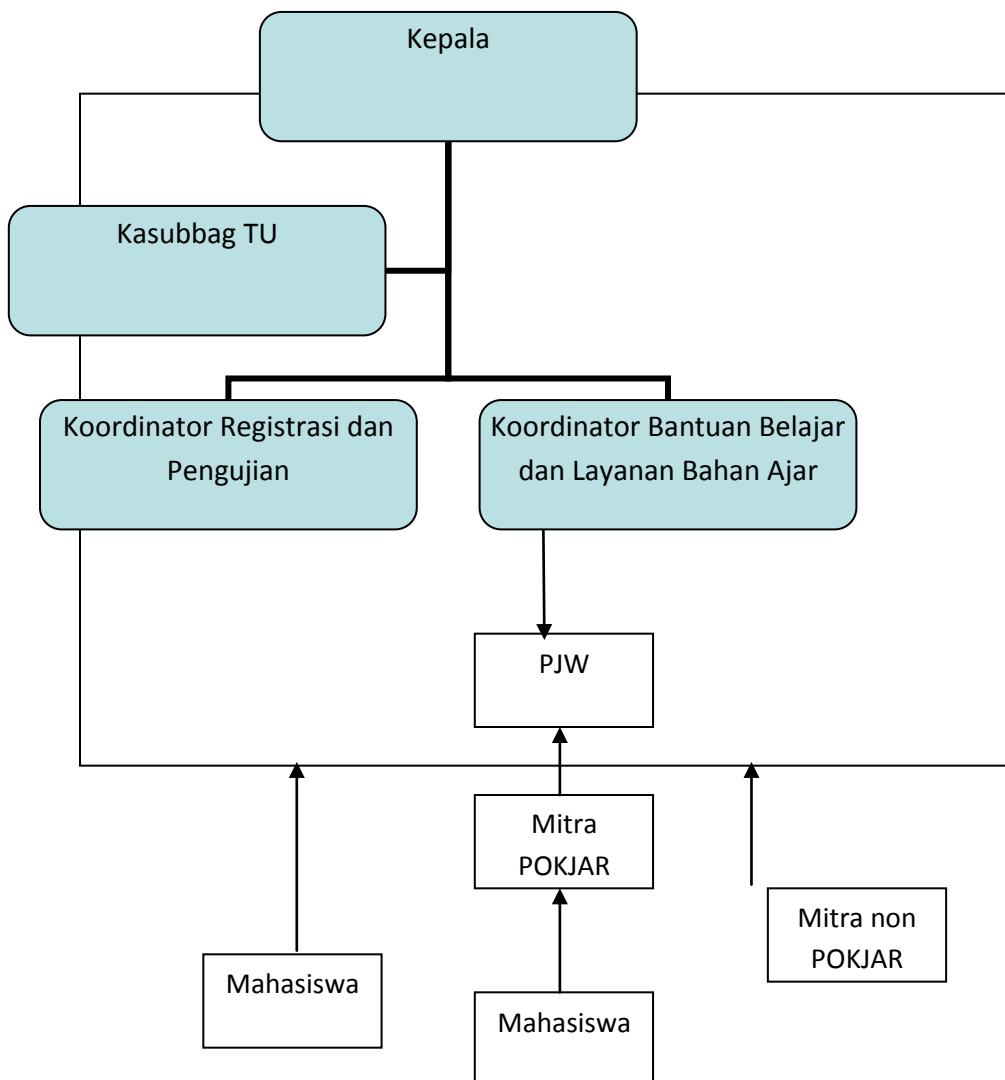 Kepala
Kasubbag TU
Koordinator Registrasi dan
Pengujian
Koordinator Bantuan Belajar
dan Layanan Bahan Ajar
PJW
Mitra
POKJAR
Mitra non
POKJAR
Mahasiswa
Mahasiswa